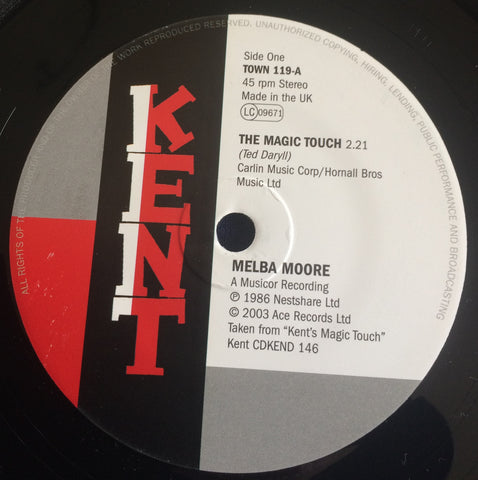 ALL RIGHTS OF THE WORK REPRODUCED RESERVED, UNAUTHORIZED COPYING, HIRING, LENDING, PUBLIC PERFORMANCE AND BROADCASTING
KENT
Side One
TOWN 119-A
45 rpm Stereo
Made in the UK
LC 09671
THE MAGIC TOUCH 2.21
(Ted Daryll)
Carlin Music Corp/Hornall Bros
Music Ltd
MELBA MOORE
A Musicor Recording
℗ 1986 Nestshare Ltd
© 2003 Ace Records Ltd
Taken from “Kent's Magic Touch”
Kent CDKEND 146